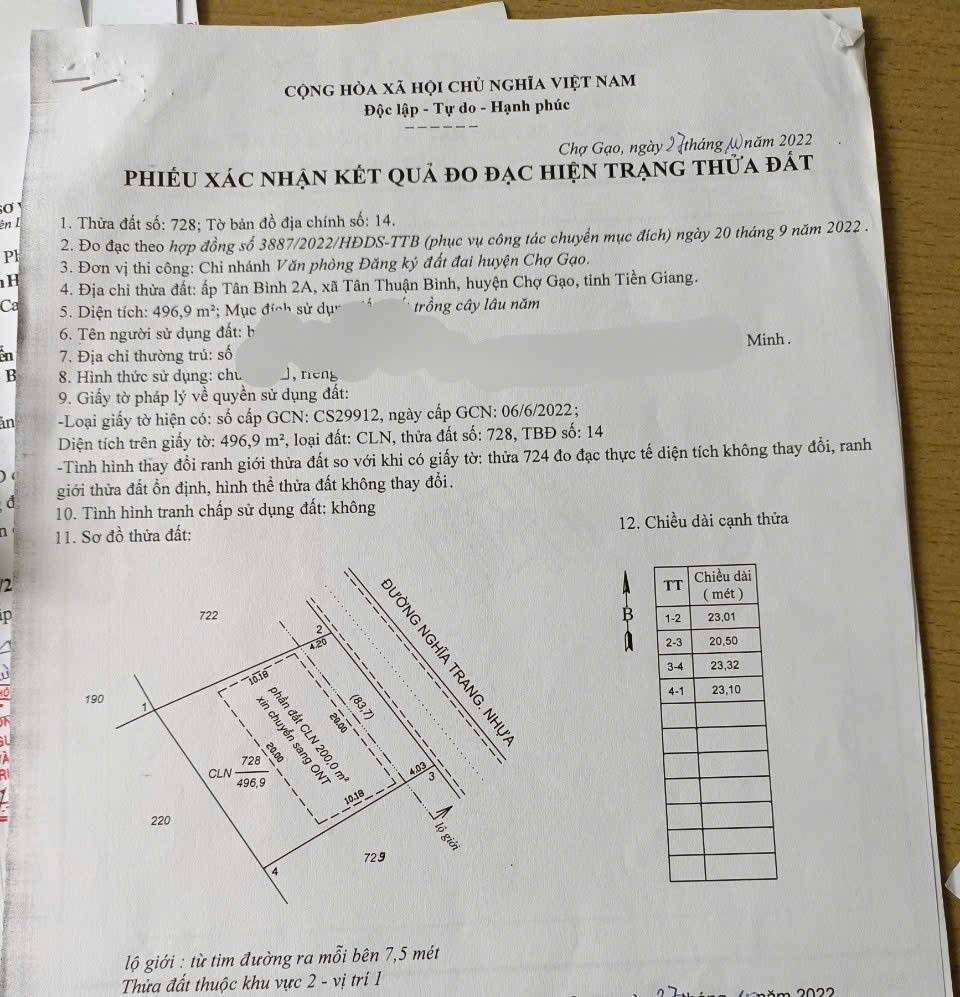 CỘNG HÒA XÃ HỘI CHỦ NGHĨA VIỆT NAM
Độc lập - Tự do - Hạnh phúc
Chợ Gạo, ngày 27 tháng 10 năm 2022
PHIẾU XÁC NHẬN KẾT QUẢ ĐO ĐẠC HIỆN TRẠNG THỬA ĐẤT
1. Thửa đất số: 728; Tờ bản đồ địa chính số: 14.
2. Đo đạc theo hợp đồng số 3887/2022/HĐDS-TTB (phục vụ công tác chuyển mục đích) ngày 20 tháng 9 năm 2022 .
3. Đơn vị thi công: Chi nhánh Văn phòng Đăng ký đất đai huyện Chợ Gạo.
4. Địa chỉ thửa đất: ấp Tân Bình 2A, xã Tân Thuận Bình, huyện Chợ Gạo, tỉnh Tiền Giang.
5. Diện tích: 496,9 m²; Mục đích sử trồng cây lâu năm
6. Tên người sử dụng đất:
7. Địa chỉ thường trú: số Minh .
8. Hình thức sử dụng: , riêng
9. Giấy tờ pháp lý về quyền sử dụng đất:
-Loại giấy tờ hiện có: số cấp GCN: CS29912, ngày cấp GCN: 06/6/2022;
Diện tích trên giấy tờ: 496,9 m², loại đất: CLN, thửa đất số: 728, TBĐ số: 14
-Tình hình thay đổi ranh giới thửa đất so với khi có giấy tờ: thửa 724 đo đạc thực tế diện tích không thay đổi, ranh
giới thửa đất ổn định, hình thể thửa đất không thay đổi.
10. Tình hình tranh chấp sử dụng đất: không
11. Sơ đồ thửa đất:
12. Chiều dài cạnh thửa
722
190
220
729
1
2
3
4
4.20
10.18
(83,7)
20.00
phần đất CLN 200,0 m²
xin chuyển sang ONT
20.00
10.18
4.03
CLN 728
496,9
ĐƯỜNG NGHĨA TRANG. NHỰA
lộ giới
B
TT Chiều dài
( mét )
1-2 23,01
2-3 20,50
3-4 23,32
4-1 23,10
lộ giới : từ tim đường ra mỗi bên 7,5 mét
Thửa đất thuộc khu vực 2 - vị trí 1